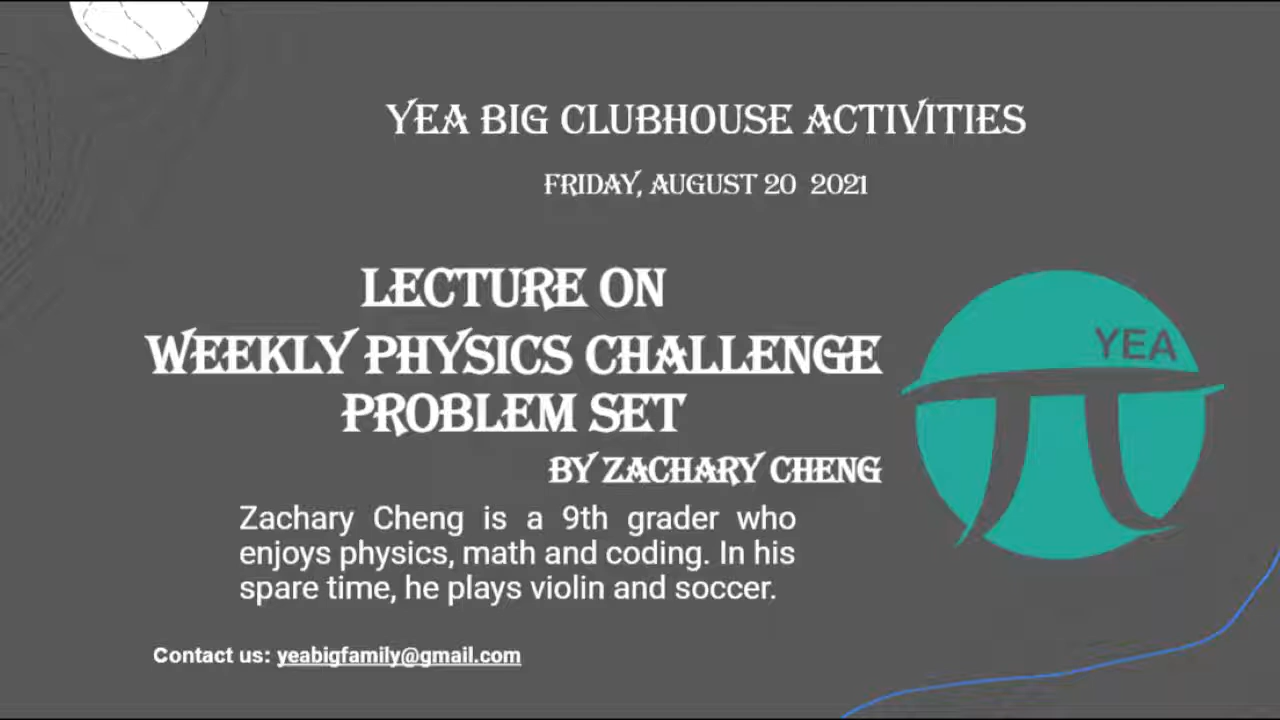 YEA BIG CLUBHOUSE ACTIVITIES
FRIDAY, AUGUST 20 2021
LECTURE ON
WEEKLY PHYSICS CHALLENGE
PROBLEM SET
BY ZACHARY CHENG
YEA
Zachary Cheng is a 9th grader who
enjoys physics, math and coding. In his
spare time, he plays violin and soccer.
Contact us: yeabigfamily@gmail.com